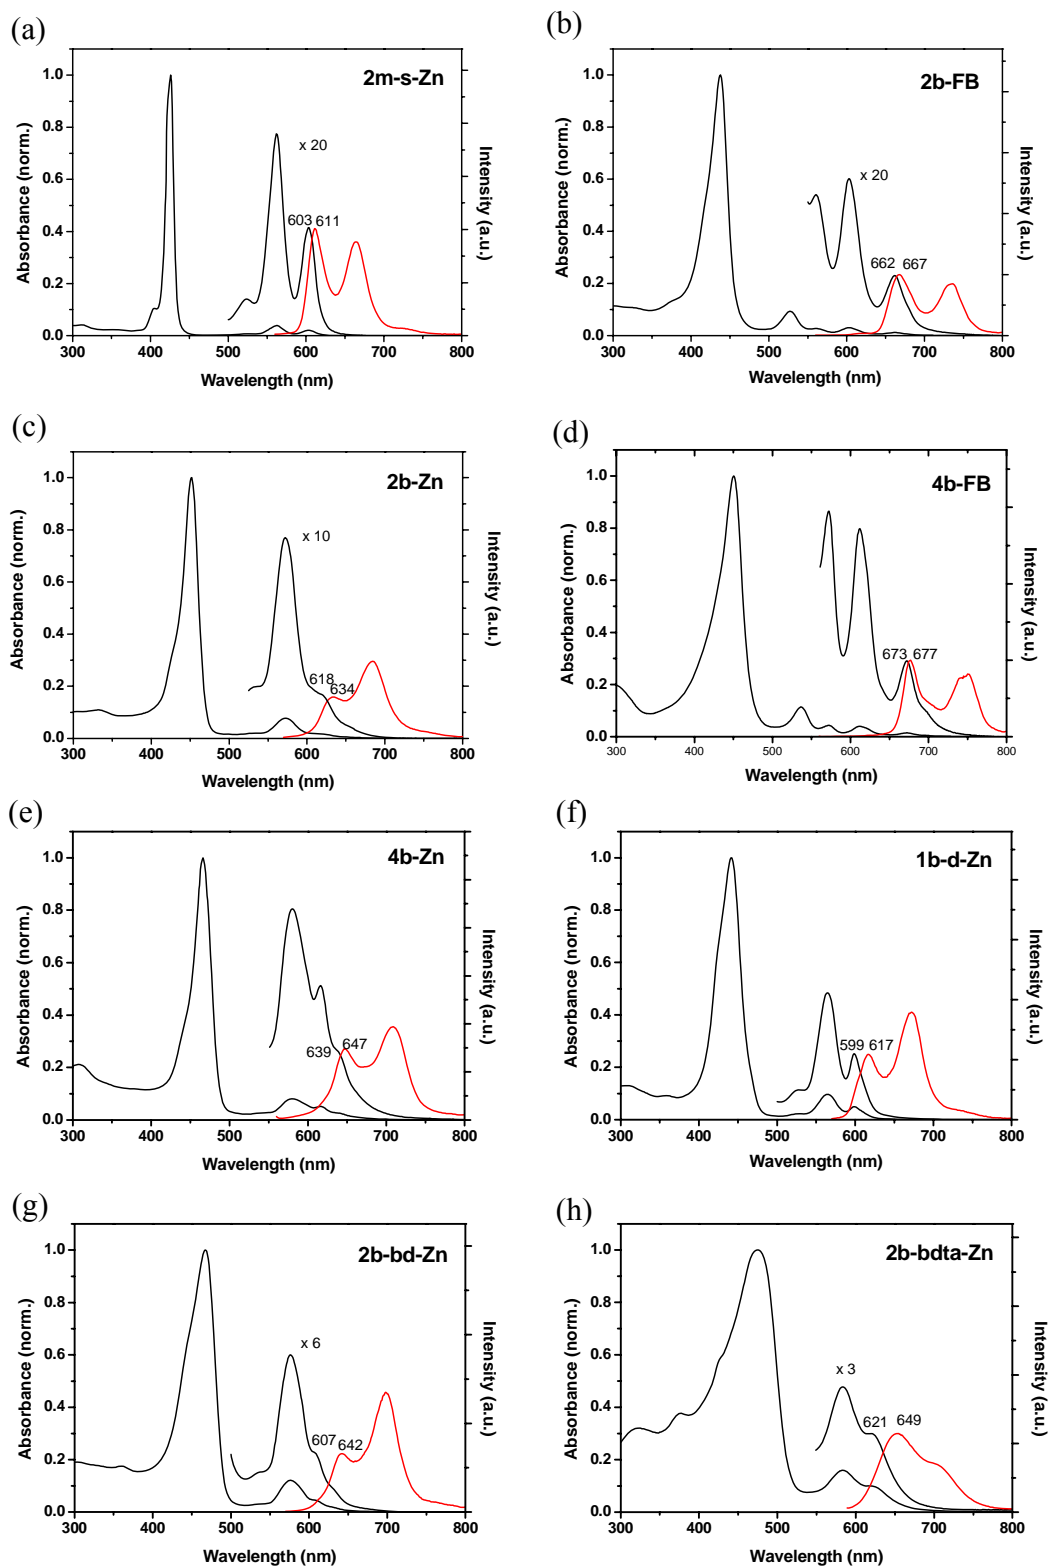 (a)
2m-s-Zn
1.0
0.8
0.6
0.4
0.2
0.0
x 20
603 611
300 400 500 600 700 800
Absorbance (norm.)
Intensity (a.u.)
Wavelength (nm)
(b)
2b-FB
1.0
0.8
0.6
0.4
0.2
0.0
x 20
662 667
300 400 500 600 700 800
Absorbance (norm.)
Intensity (a.u.)
Wavelength (nm)
(c)
2b-Zn
1.0
0.8
0.6
0.4
0.2
0.0
x 10
618
634
300 400 500 600 700 800
Absorbance (norm.)
Intensity (a.u.)
Wavelength (nm)
(d)
4b-FB
1.0
0.8
0.6
0.4
0.2
0.0
673 677
300 400 500 600 700 800
Absorbance (norm.)
Intensity (a.u.)
Wavelength (nm)
(e)
4b-Zn
1.0
0.8
0.6
0.4
0.2
0.0
639 647
300 400 500 600 700 800
Absorbance (norm.)
Intensity (a.u.)
Wavelength (nm)
(f)
1b-d-Zn
1.0
0.8
0.6
0.4
0.2
0.0
599 617
300 400 500 600 700 800
Absorbance (norm.)
Intensity (a.u.)
Wavelength (nm)
(g)
2b-bd-Zn
1.0
0.8
0.6
0.4
0.2
0.0
x 6
607
642
300 400 500 600 700 800
Absorbance (norm.)
Intensity (a.u.)
Wavelength (nm)
(h)
2b-bdta-Zn
1.0
0.8
0.6
0.4
0.2
0.0
x 3
621 649
300 400 500 600 700 800
Absorbance (norm.)
Intensity (a.u.)
Wavelength (nm)